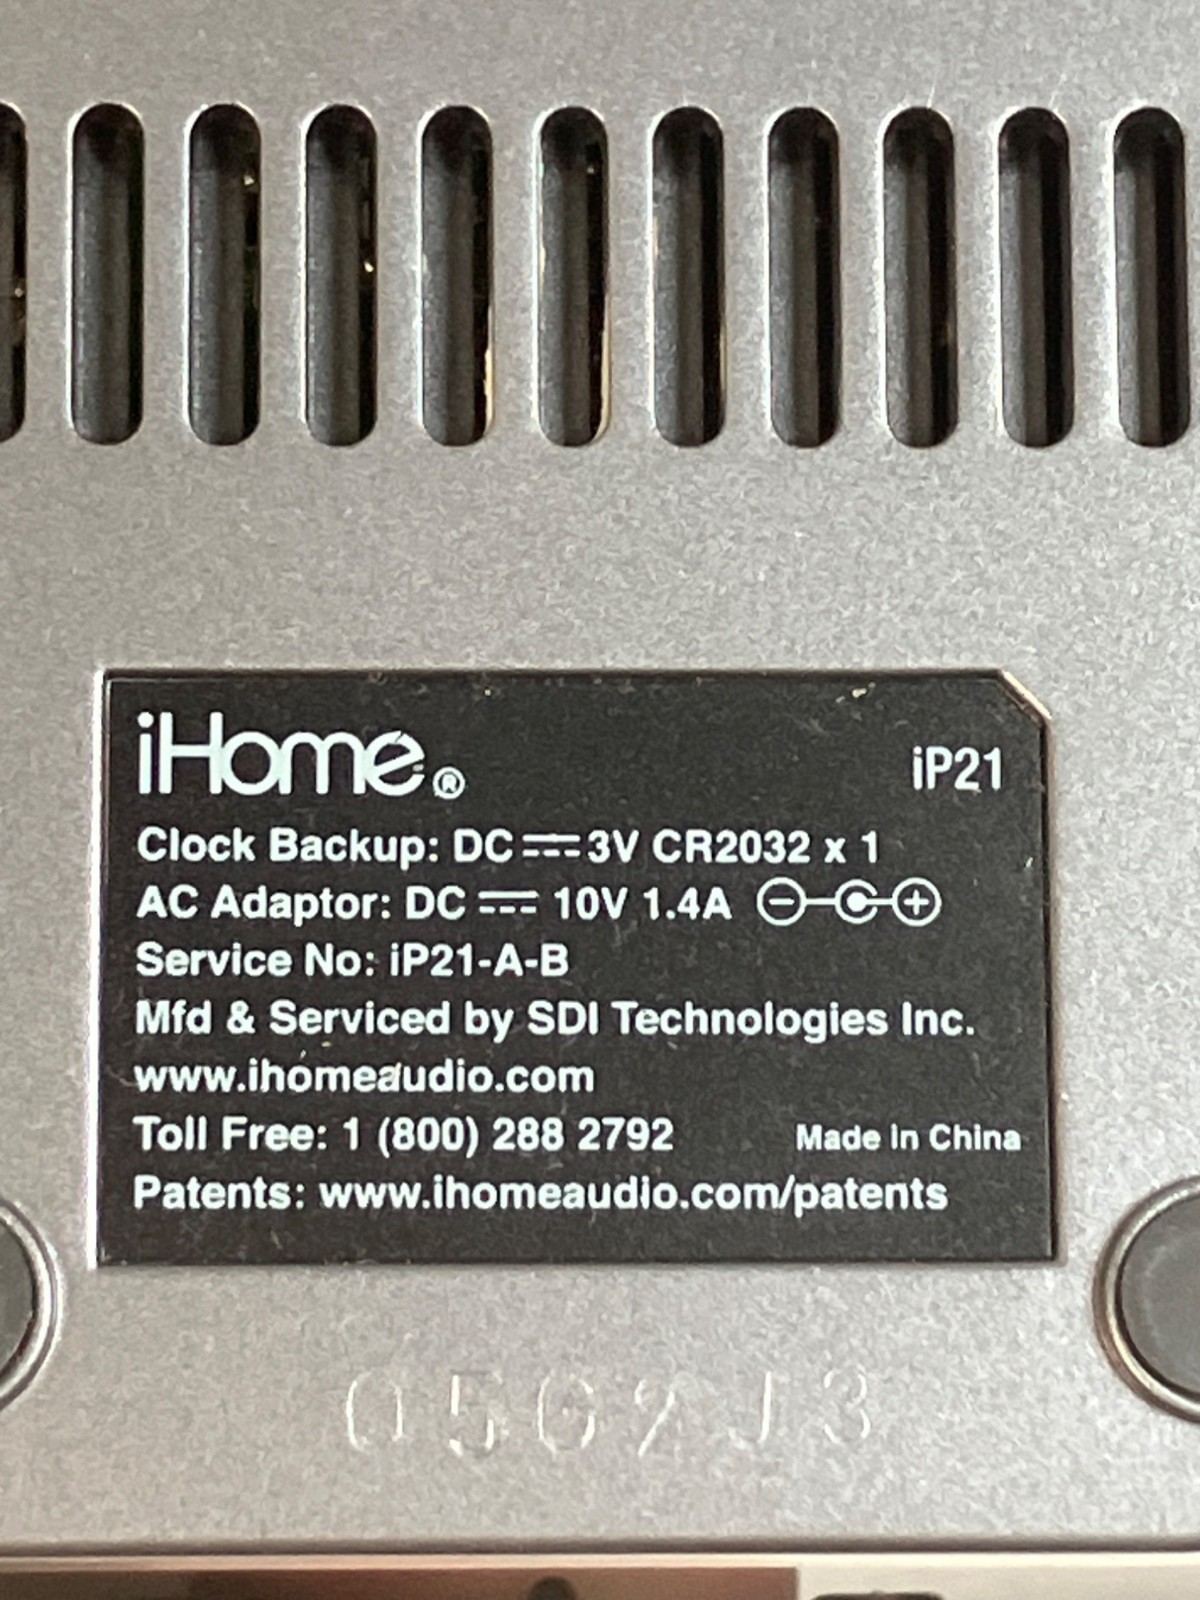 iHome®
iP21
Clock Backup: DC 3V CR2032 x 1
AC Adaptor: DC 10V 1.4A
Service No: iP21-A-B
Mfd & Serviced by SDI Technologies Inc.
www.ihomeaudio.com
Toll Free: 1 (800) 288 2792
Made in China
Patents: www.ihomeaudio.com/patents